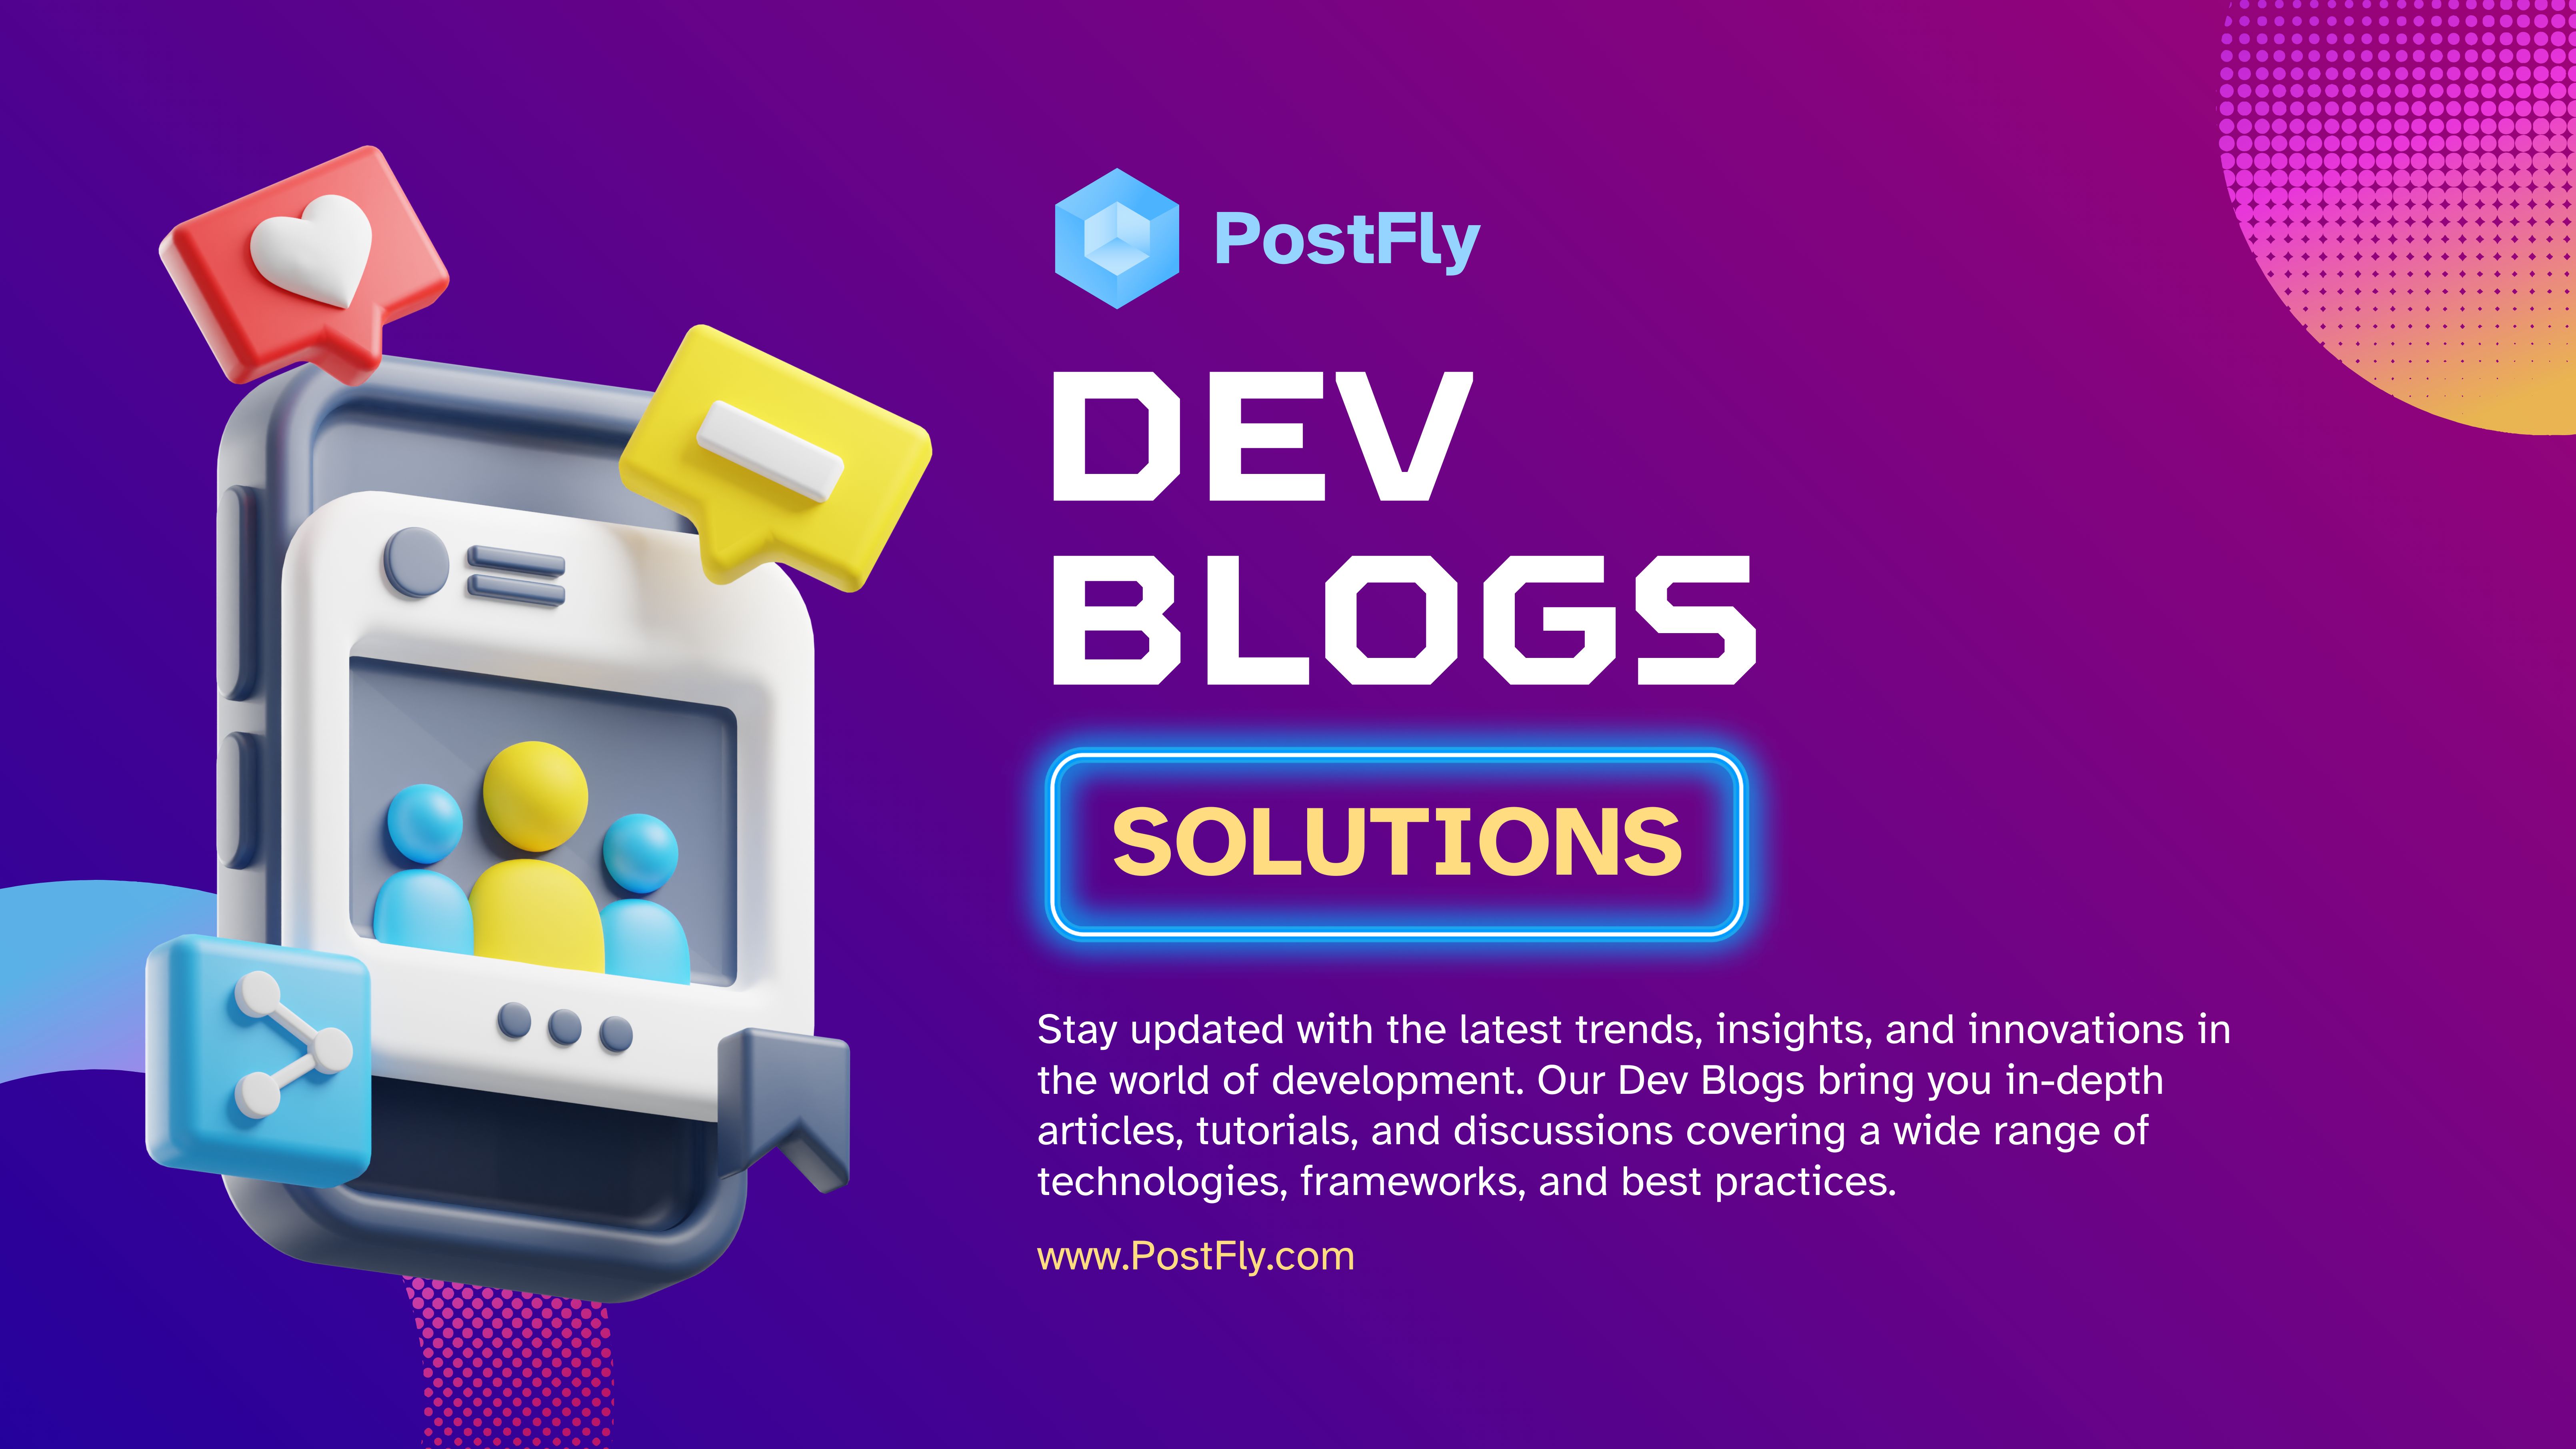 PostFly
DEV
BLOGS
SOLUTIONS
Stay updated with the latest trends, insights, and innovations in
the world of development. Our Dev Blogs bring you in-depth
articles, tutorials, and discussions covering a wide range of
technologies, frameworks, and best practices.
www.PostFly.com